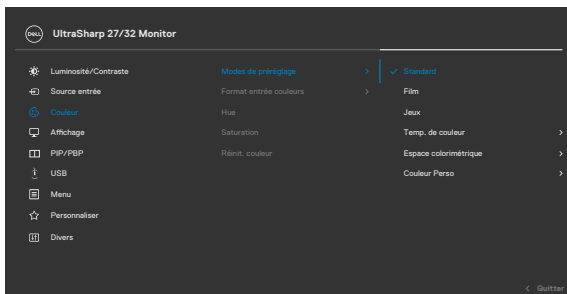 DELL
UltraSharp 27/32 Monitor
Luminosité/Contraste
Source entrée
Couleur
Affichage
PIP/PBP
USB
Menu
Personnaliser
Divers
Modes de préréglage
Format entrée couleurs
Hue
Saturation
Réinit. couleur
Standard
Film
Jeux
Temp. de couleur
Espace colorimétrique
Couleur Perso
Quitter